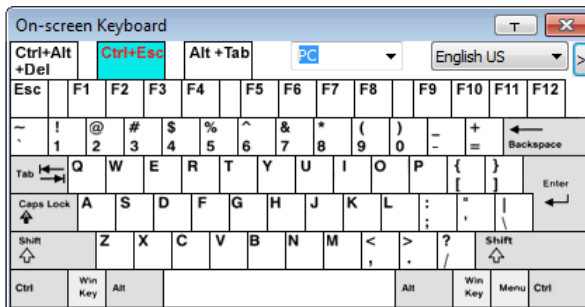 On-screen Keyboard T
Ctrl+Alt +Del Ctrl+Esc Alt +Tab PC English US >
Esc F1 F2 F3 F4 F5 F6 F7 F8 F9 F10 F11 F12
~ ! @ # $ % ^ & * ( ) _ +
` 1 2 3 4 5 6 7 8 9 0 - = Backspace
Tab Q W E R T Y U I O P { }
[ ] Enter
Caps Lock A S D F G H J K L : " |
; ' \
Shift Z X C V B N M < > ? Shift
, . /
Ctrl Win Key Alt Alt Win Key Menu Ctrl